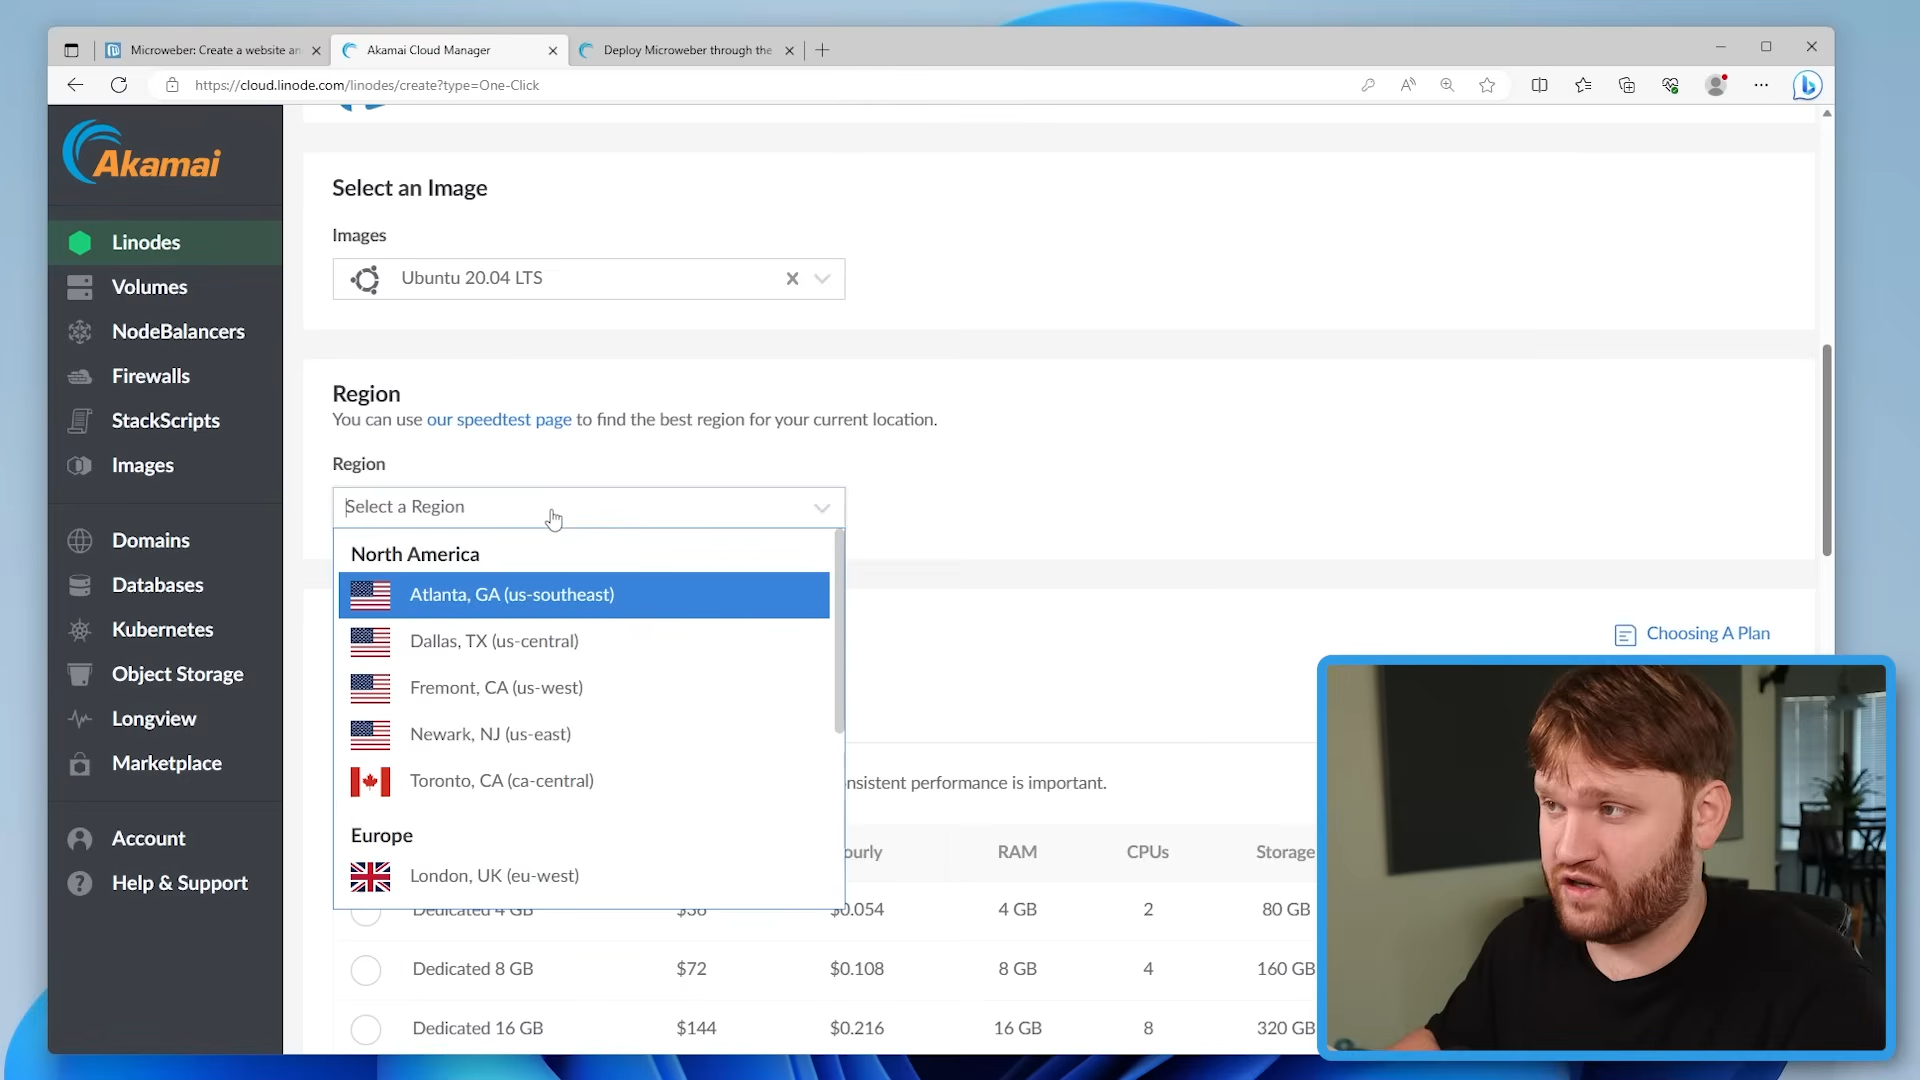 Microweber: Create a website an
Akamai Cloud Manager
Deploy Microweber through the
https://cloud.linode.com/linodes/create?type=One-Click
Akamai
Linodes
Volumes
NodeBalancers
Firewalls
StackScripts
Images
Domains
Databases
Kubernetes
Object Storage
Longview
Marketplace
Account
Help & Support
Select an Image
Images
Ubuntu 20.04 LTS
Region
You can use our speedtest page to find the best region for your current location.
Region
Select a Region
North America
Atlanta, GA (us-southeast)
Dallas, TX (us-central)
Fremont, CA (us-west)
Newark, NJ (us-east)
Toronto, CA (ca-central)
Europe
London, UK (eu-west)
Choosing A Plan
nsistent performance is important.
ourly RAM CPUs Storage
Dedicated 4 GB $36 $0.054 4 GB 2 80 GB
Dedicated 8 GB $72 $0.108 8 GB 4 160 GB
Dedicated 16 GB $144 $0.216 16 GB 8 320 GB